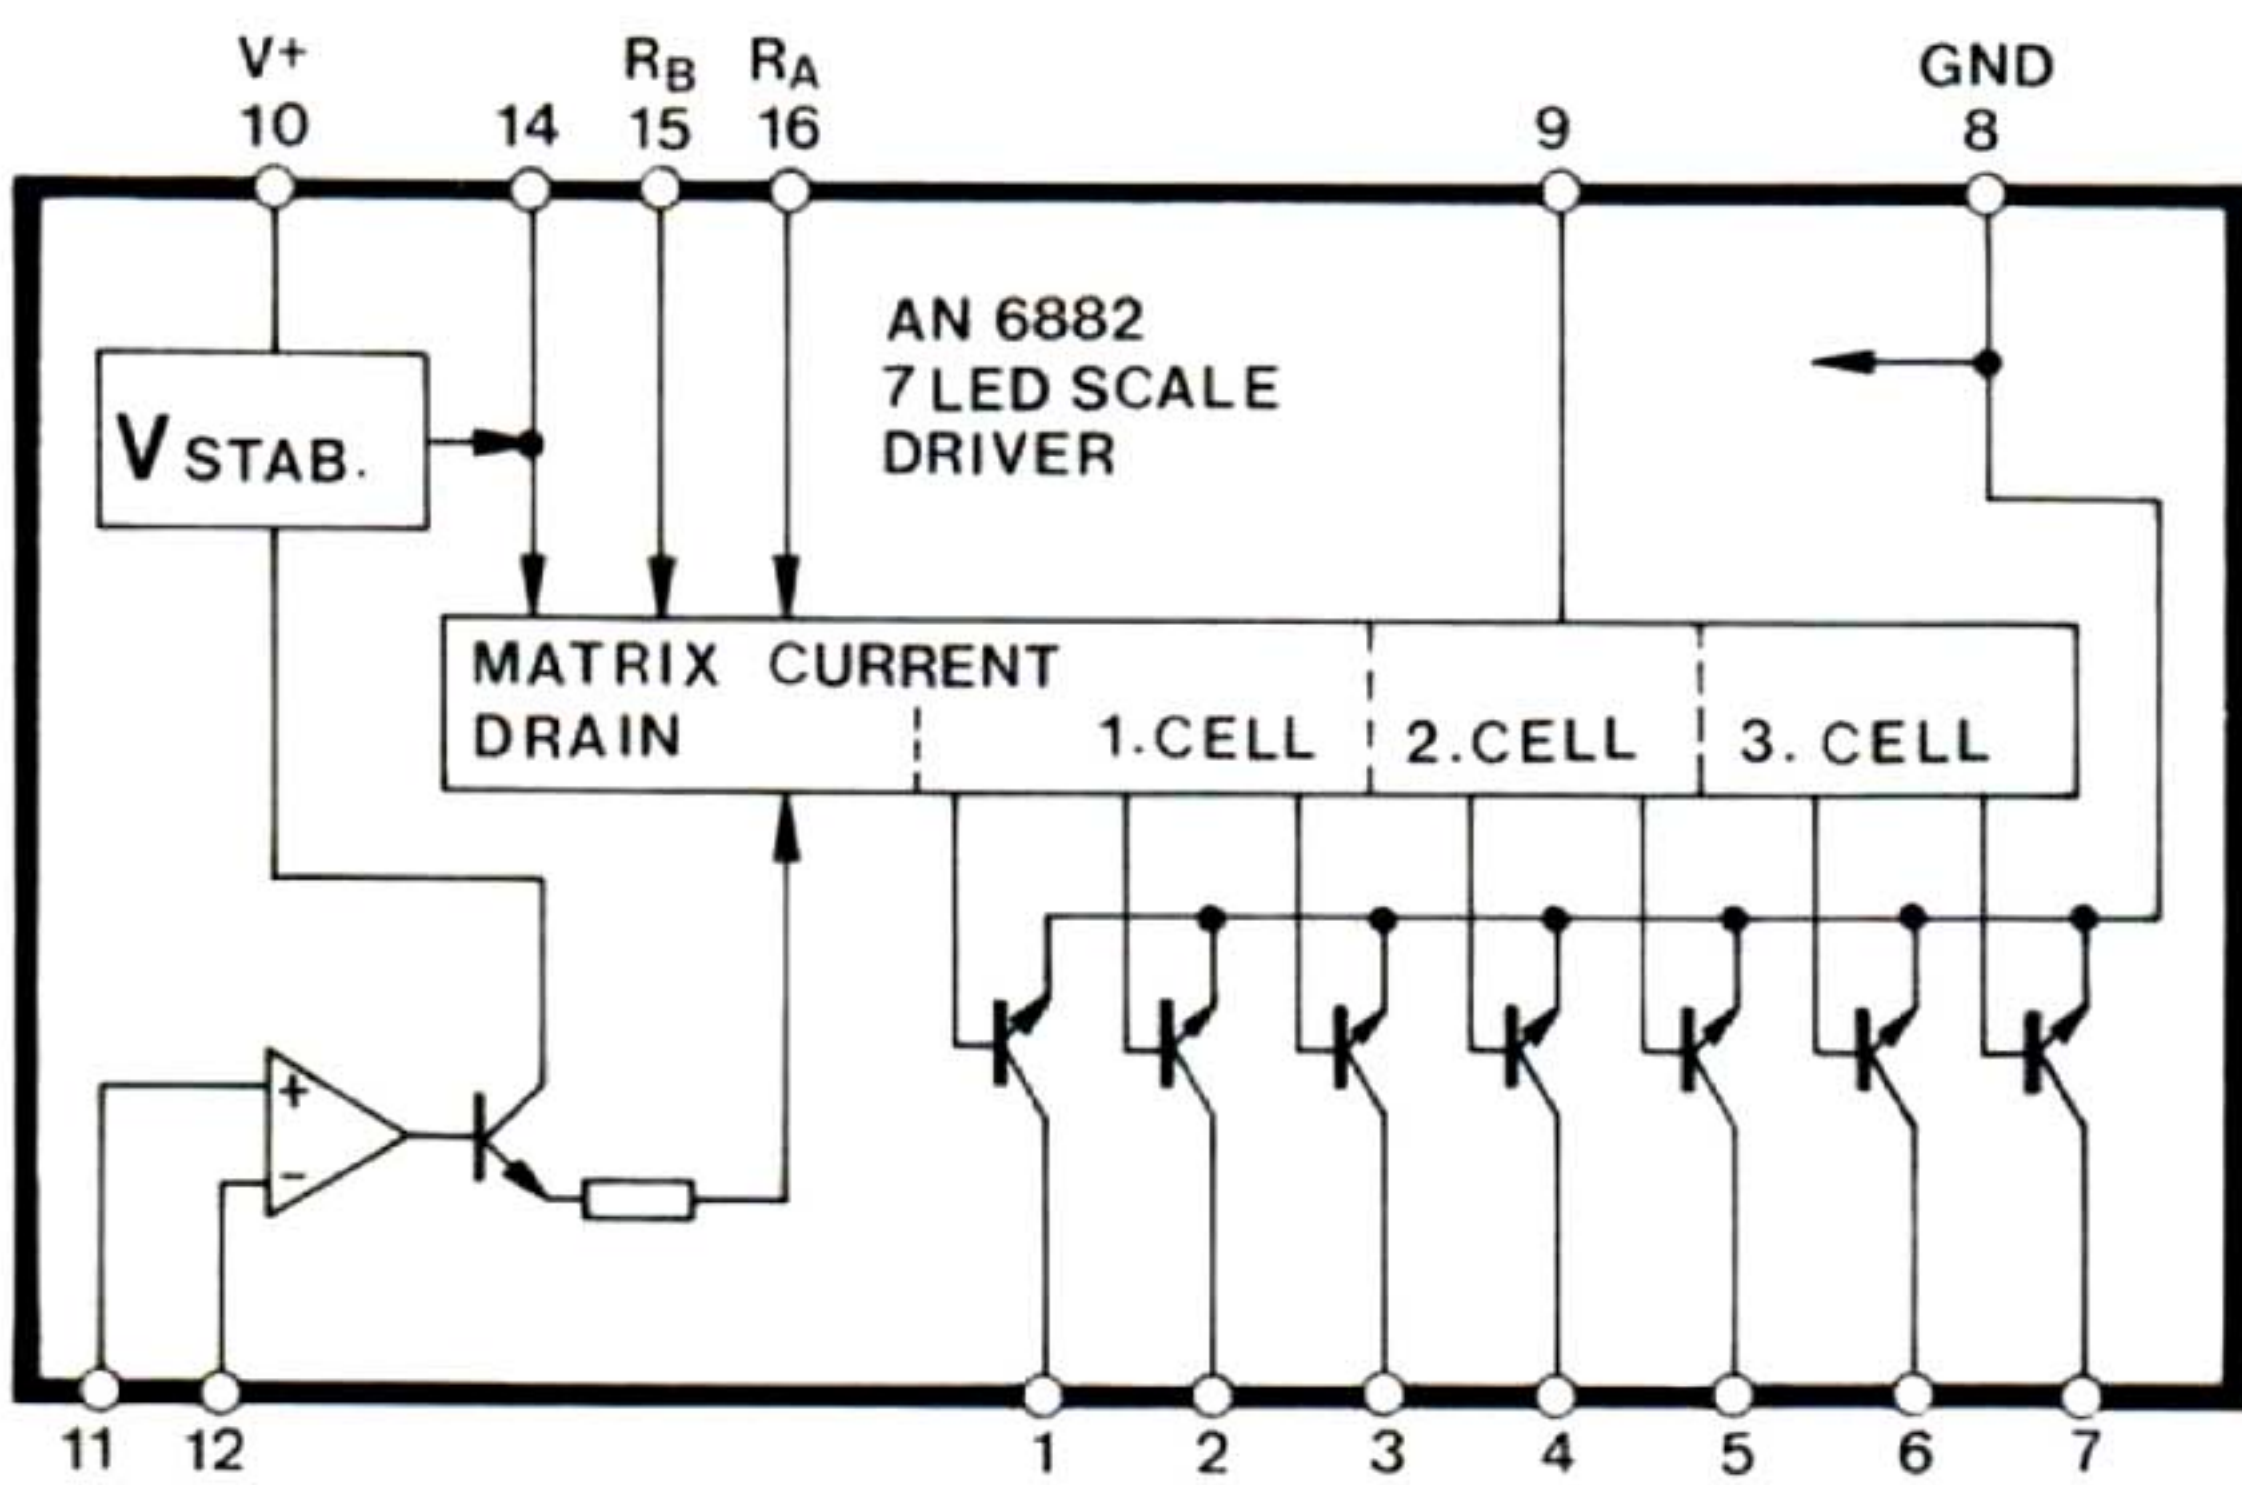 V+ RB RA GND
10 14 15 16 9 8
AN 6882
7 LED SCALE
DRIVER
V STAB.
MATRIX CURRENT
DRAIN 1.CELL 2.CELL 3. CELL
+
−
11 12 1 2 3 4 5 6 7